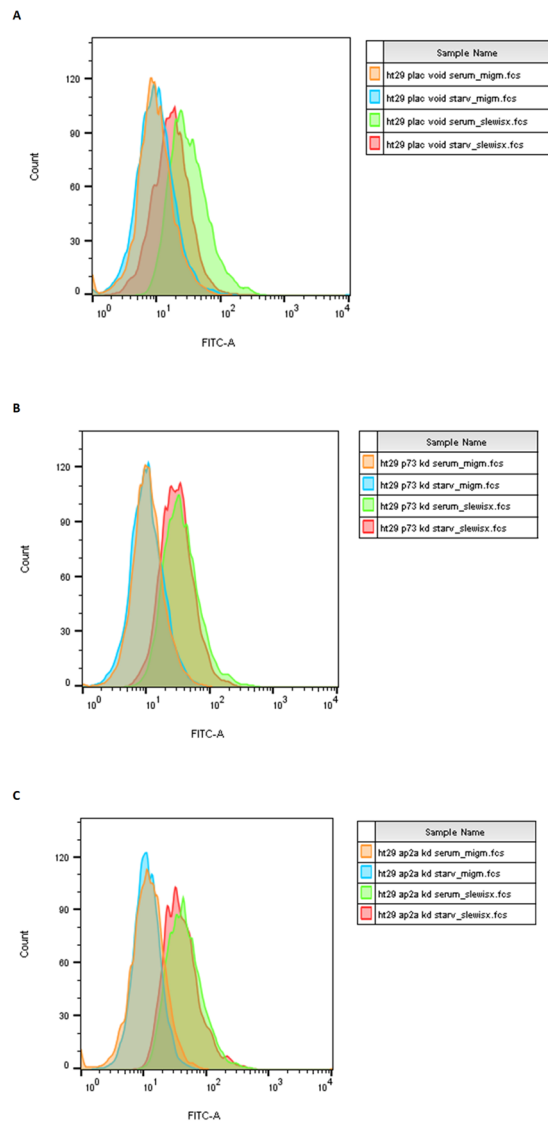 A
Sample Name
ht29 plac void serum_migm.fcs
ht29 plac void starv_migm.fcs
ht29 plac void serum_slewisx.fcs
ht29 plac void starv_slewisx.fcs
120
90
60
30
0
Count
10^0 10^1 10^2 10^3 10^4
FITC-A
B
Sample Name
ht29 p73 kd serum_migm.fcs
ht29 p73 kd starv_migm.fcs
ht29 p73 kd serum_slewisx.fcs
ht29 p73 kd starv_slewisx.fcs
120
90
60
30
0
Count
10^0 10^1 10^2 10^3 10^4
FITC-A
C
Sample Name
ht29 ap2a kd serum_migm.fcs
ht29 ap2a kd starv_migm.fcs
ht29 ap2a kd serum_slewisx.fcs
ht29 ap2a kd starv_slewisx.fcs
120
90
60
30
0
Count
10^0 10^1 10^2 10^3 10^4
FITC-A